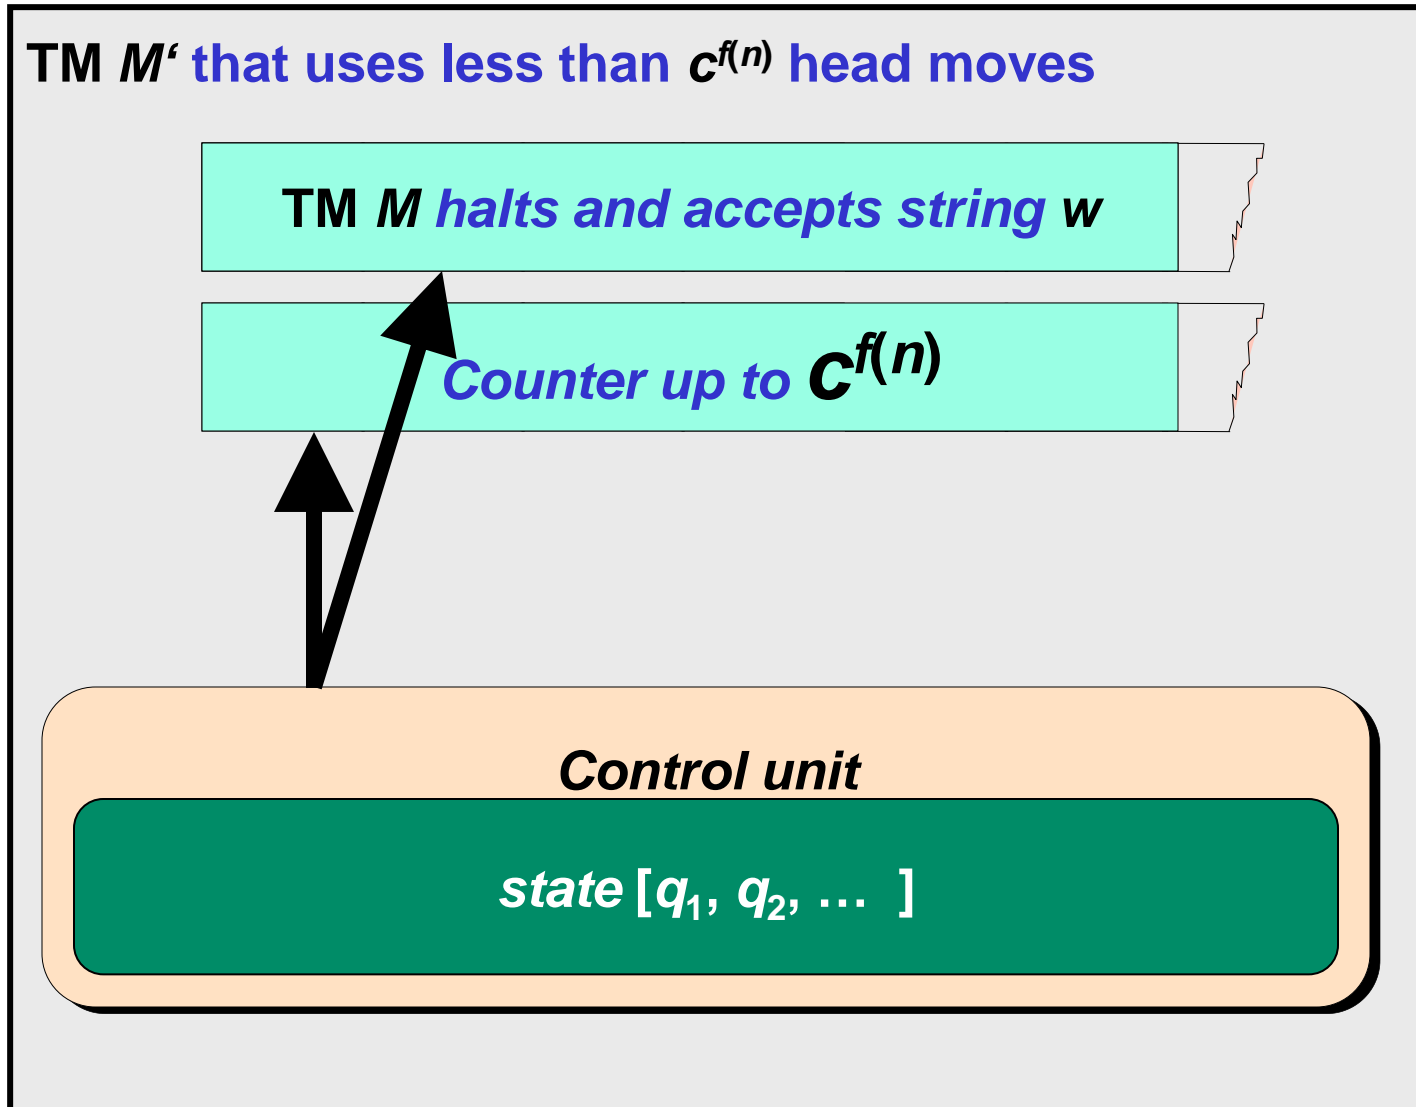 TM M‘ that uses less than c^f(n) head moves
TM M halts and accepts string w
Counter up to c^f(n)
Control unit
state [q₁, q₂, … ]